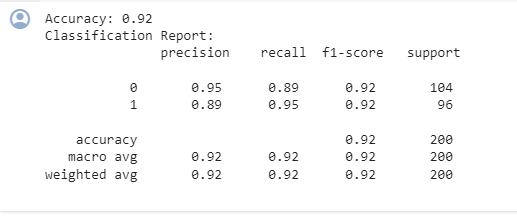 Accuracy: 0.92
Classification Report:
precision recall f1-score support
0 0.95 0.89 0.92 104
1 0.89 0.95 0.92 96
accuracy 0.92 200
macro avg 0.92 0.92 0.92 200
weighted avg 0.92 0.92 0.92 200